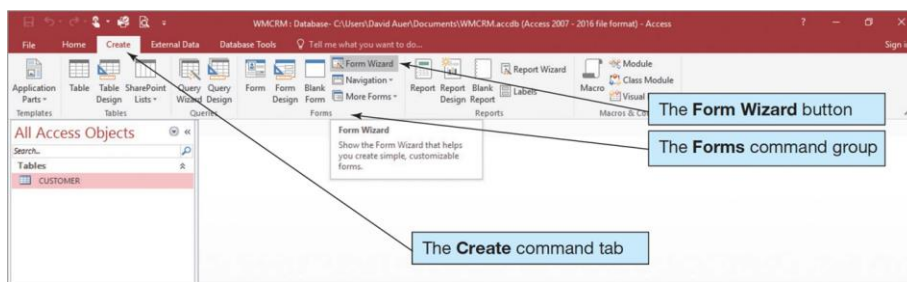 WMCRM : Database- C:\Users\David Auer\Documents\WMCRM.accdb (Access 2007 - 2016 file format) - Access
File Home Create External Data Database Tools Tell me what you want to do... Sign i
Application Parts
Table
Table Design
SharePoint Lists
Query Wizard
Query Design
Form
Form Design
Blank Form
Form Wizard
Navigation
More Forms
Report
Report Design
Blank Report
Report Wizard
Labels
Macro
Module
Class Module
Visual
Templates Tables Queries Forms Reports Macros & Co
The Form Wizard button
The Forms command group
All Access Objects
Search...
Tables
CUSTOMER
Form Wizard
Show the Form Wizard that helps
you create simple, customizable
forms.
The Create command tab